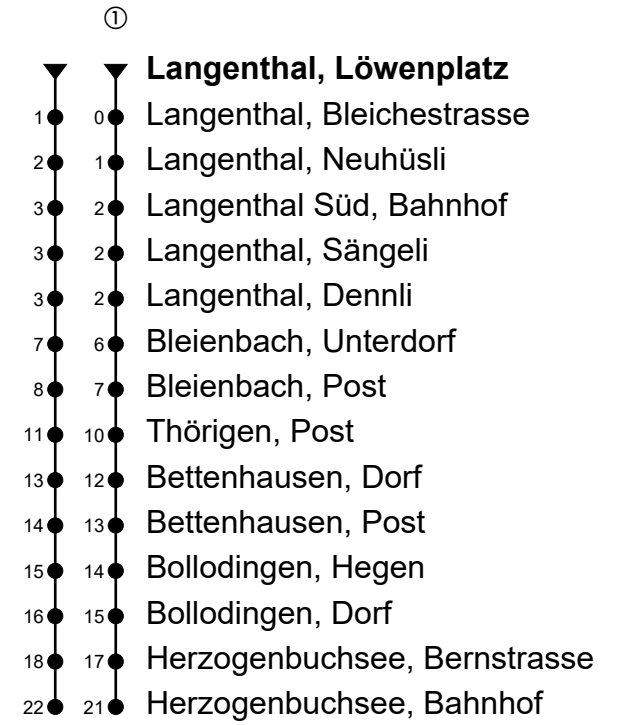 ①
Langenthal, Löwenplatz
1 0 Langenthal, Bleichestrasse
2 1 Langenthal, Neuhüsli
3 2 Langenthal Süd, Bahnhof
3 2 Langenthal, Sängeli
3 2 Langenthal, Dennli
7 6 Bleienbach, Unterdorf
8 7 Bleienbach, Post
11 10 Thörigen, Post
13 12 Bettenhausen, Dorf
14 13 Bettenhausen, Post
15 14 Bollodingen, Hegen
16 15 Bollodingen, Dorf
18 17 Herzogenbuchsee, Bernstrasse
22 21 Herzogenbuchsee, Bahnhof